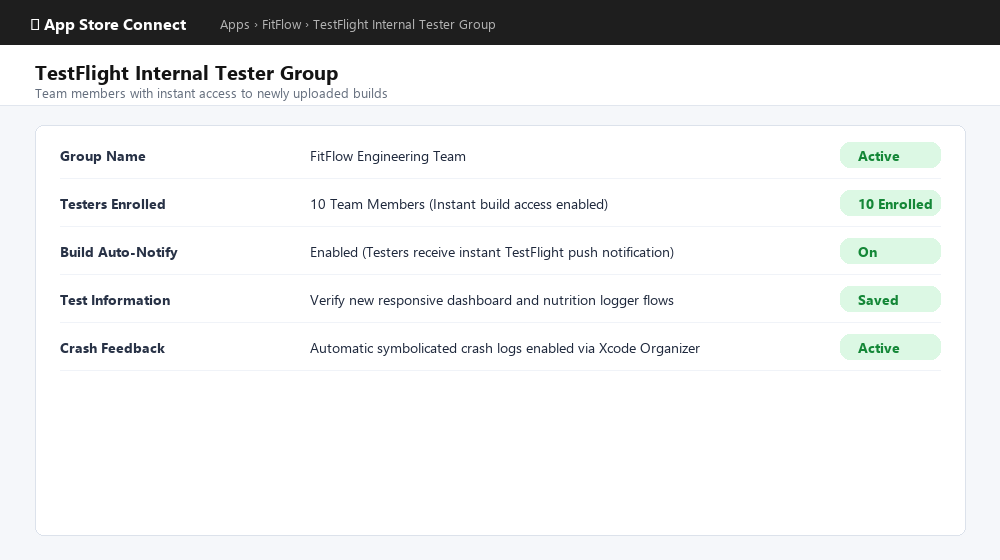 App Store Connect Apps › FitFlow › TestFlight Internal Tester Group
TestFlight Internal Tester Group
Team members with instant access to newly uploaded builds
Group Name FitFlow Engineering Team Active
Testers Enrolled 10 Team Members (Instant build access enabled) 10 Enrolled
Build Auto-Notify Enabled (Testers receive instant TestFlight push notification) On
Test Information Verify new responsive dashboard and nutrition logger flows Saved
Crash Feedback Automatic symbolicated crash logs enabled via Xcode Organizer Active